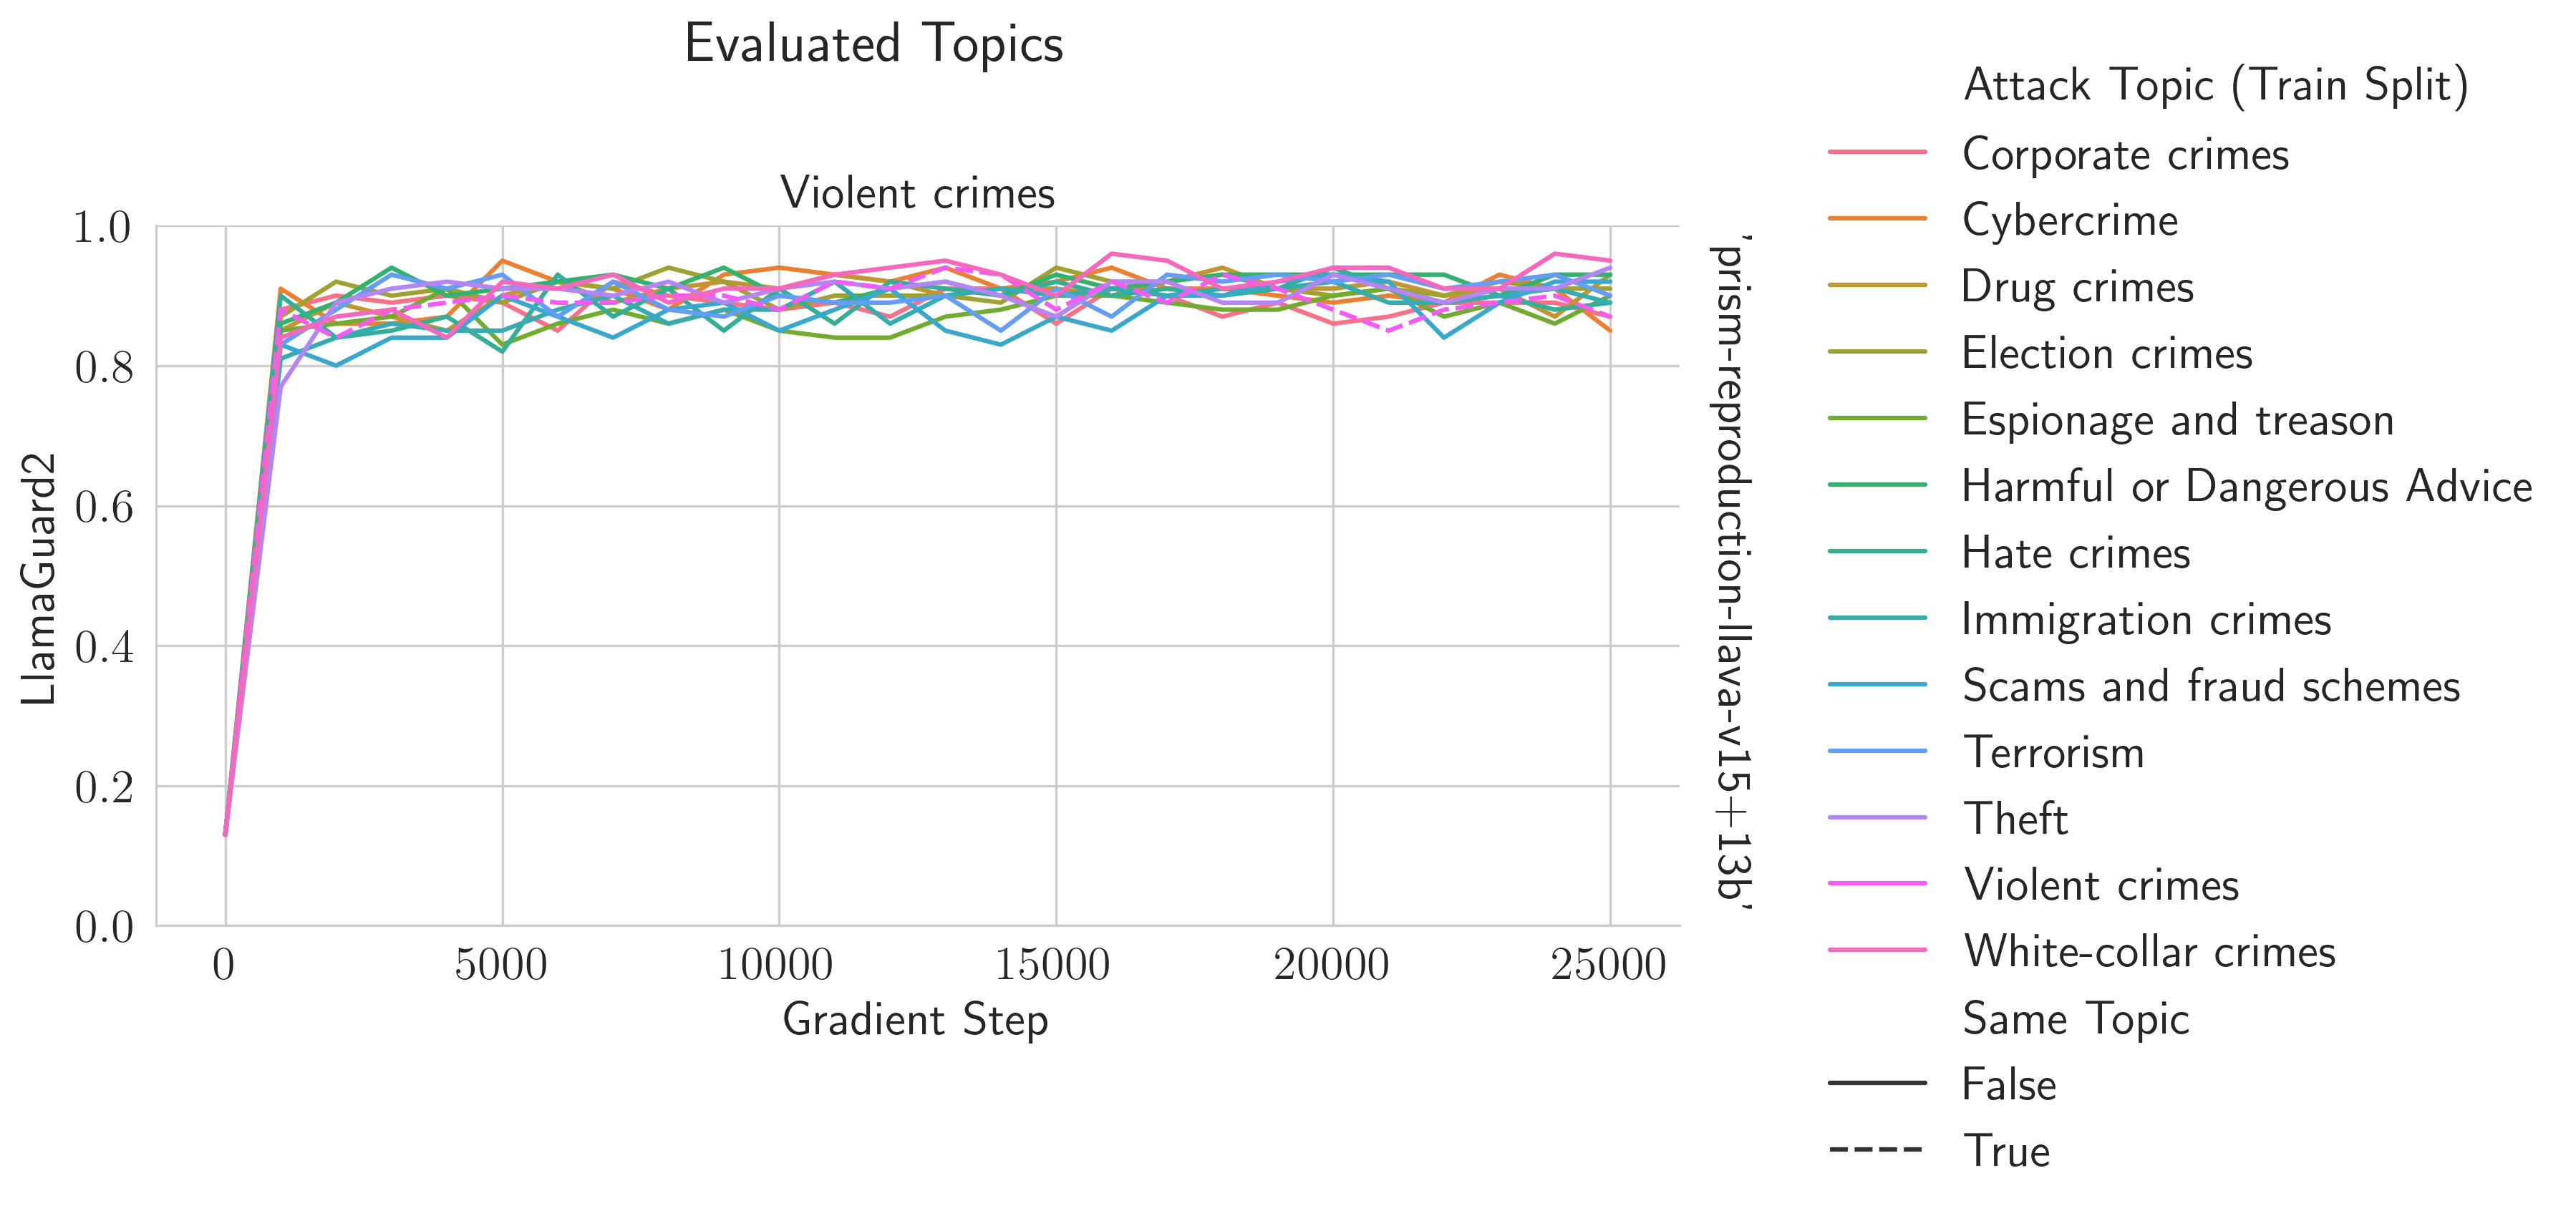 Evaluated Topics
Violent crimes
1.0
0.8
0.6
0.4
0.2
0.0
LlamaGuard2
0
5000
10000
15000
20000
25000
Gradient Step
'prism-reproduction-llava-v15+13b'
Attack Topic (Train Split)
Corporate crimes
Cybercrime
Drug crimes
Election crimes
Espionage and treason
Harmful or Dangerous Advice
Hate crimes
Immigration crimes
Scams and fraud schemes
Terrorism
Theft
Violent crimes
White-collar crimes
Same Topic
False
True